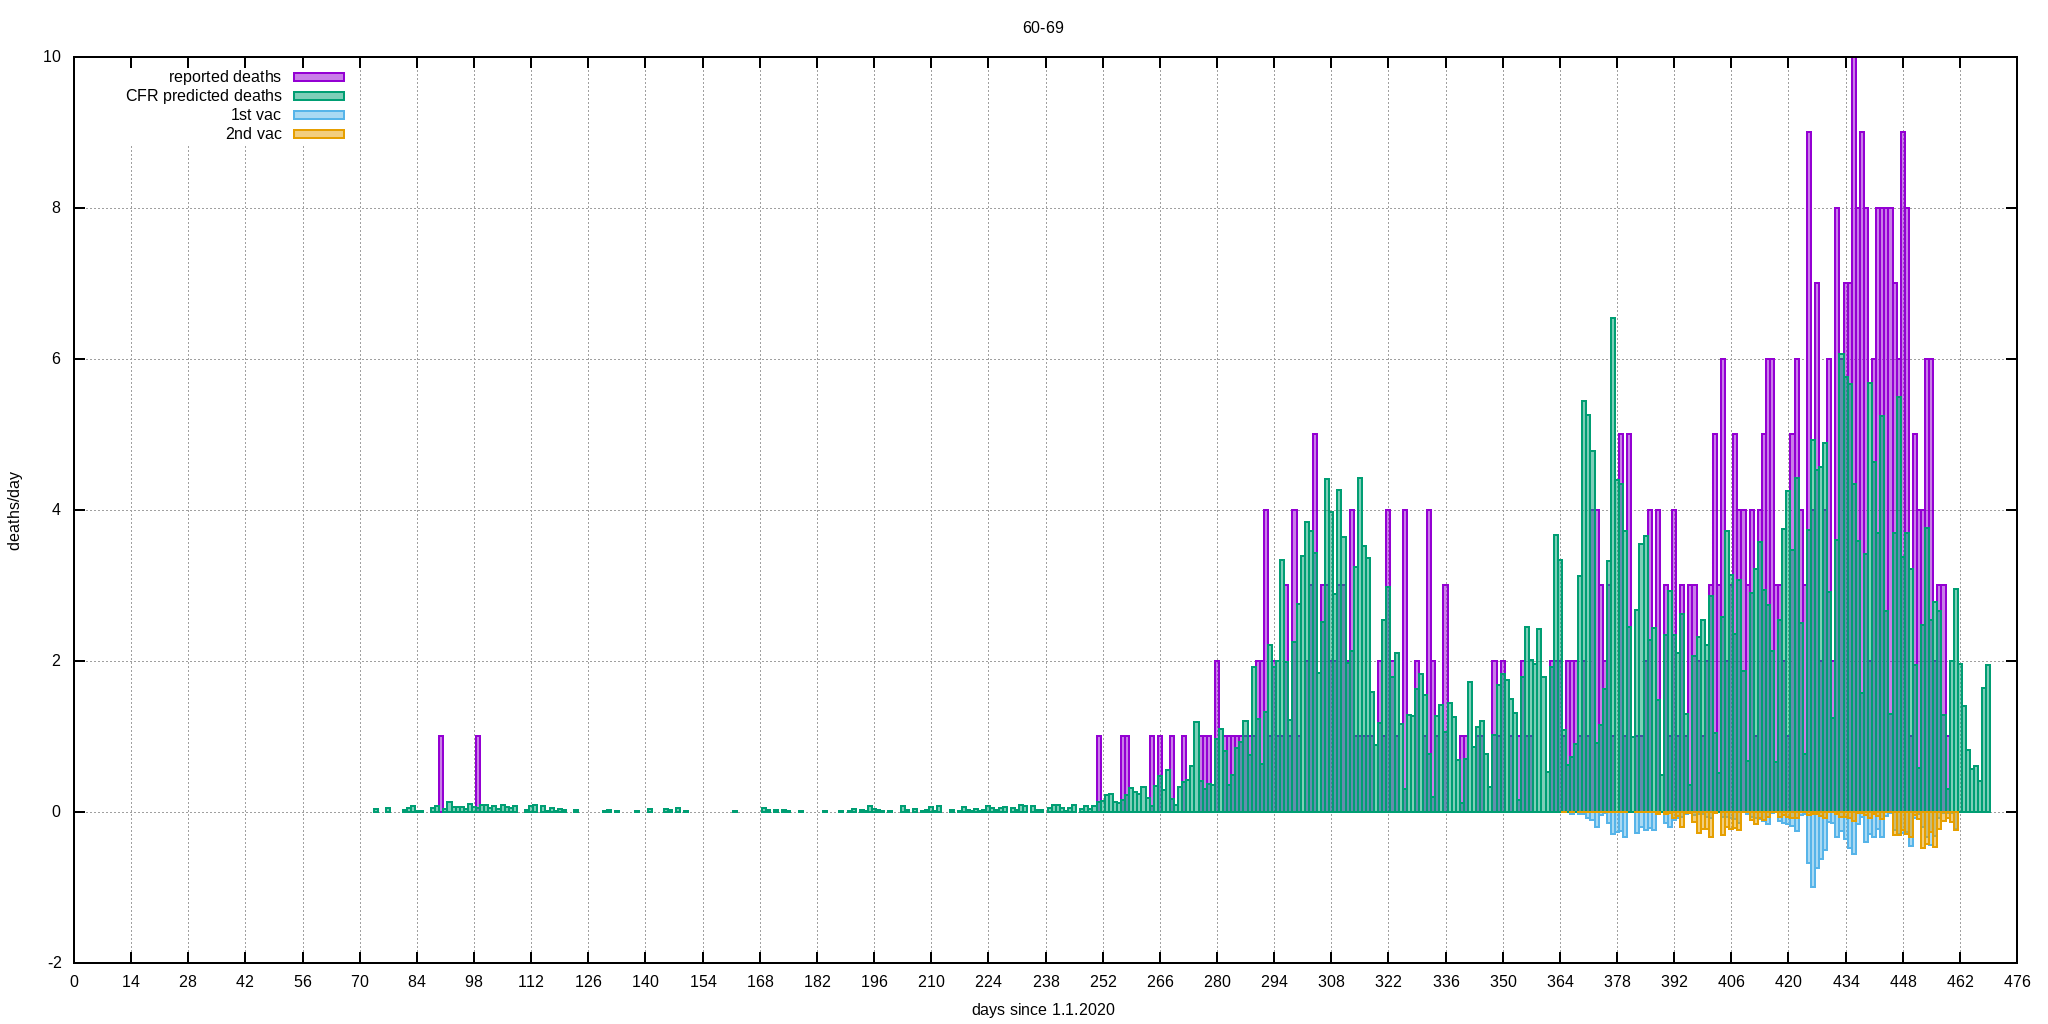 60-69
reported deaths
CFR predicted deaths
1st vac
2nd vac
10
8
6
4
2
0
-2
deaths/day
0 14 28 42 56 70 84 98 112 126 140 154 168 182 196 210 224 238 252 266 280 294 308 322 336 350 364 378 392 406 420 434 448 462 476
days since 1.1.2020